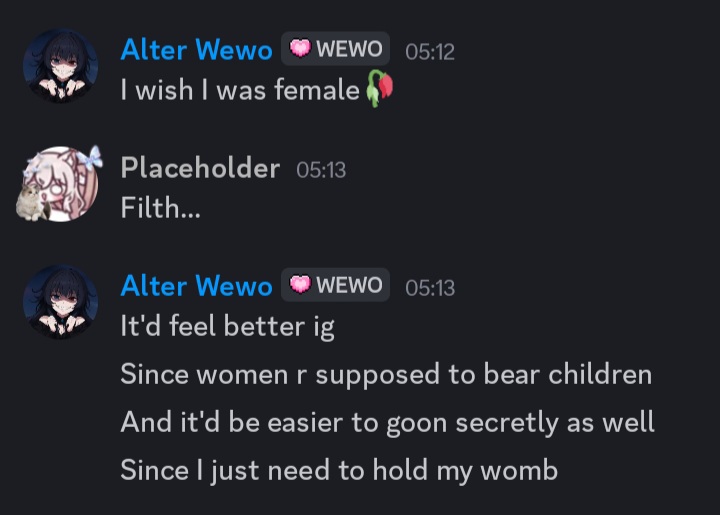 Alter Wewo WEWO 05:12
I wish I was female🥀
Placeholder 05:13
Filth...
Alter Wewo WEWO 05:13
It'd feel better ig
Since women r supposed to bear children
And it'd be easier to goon secretly as well
Since I just need to hold my womb